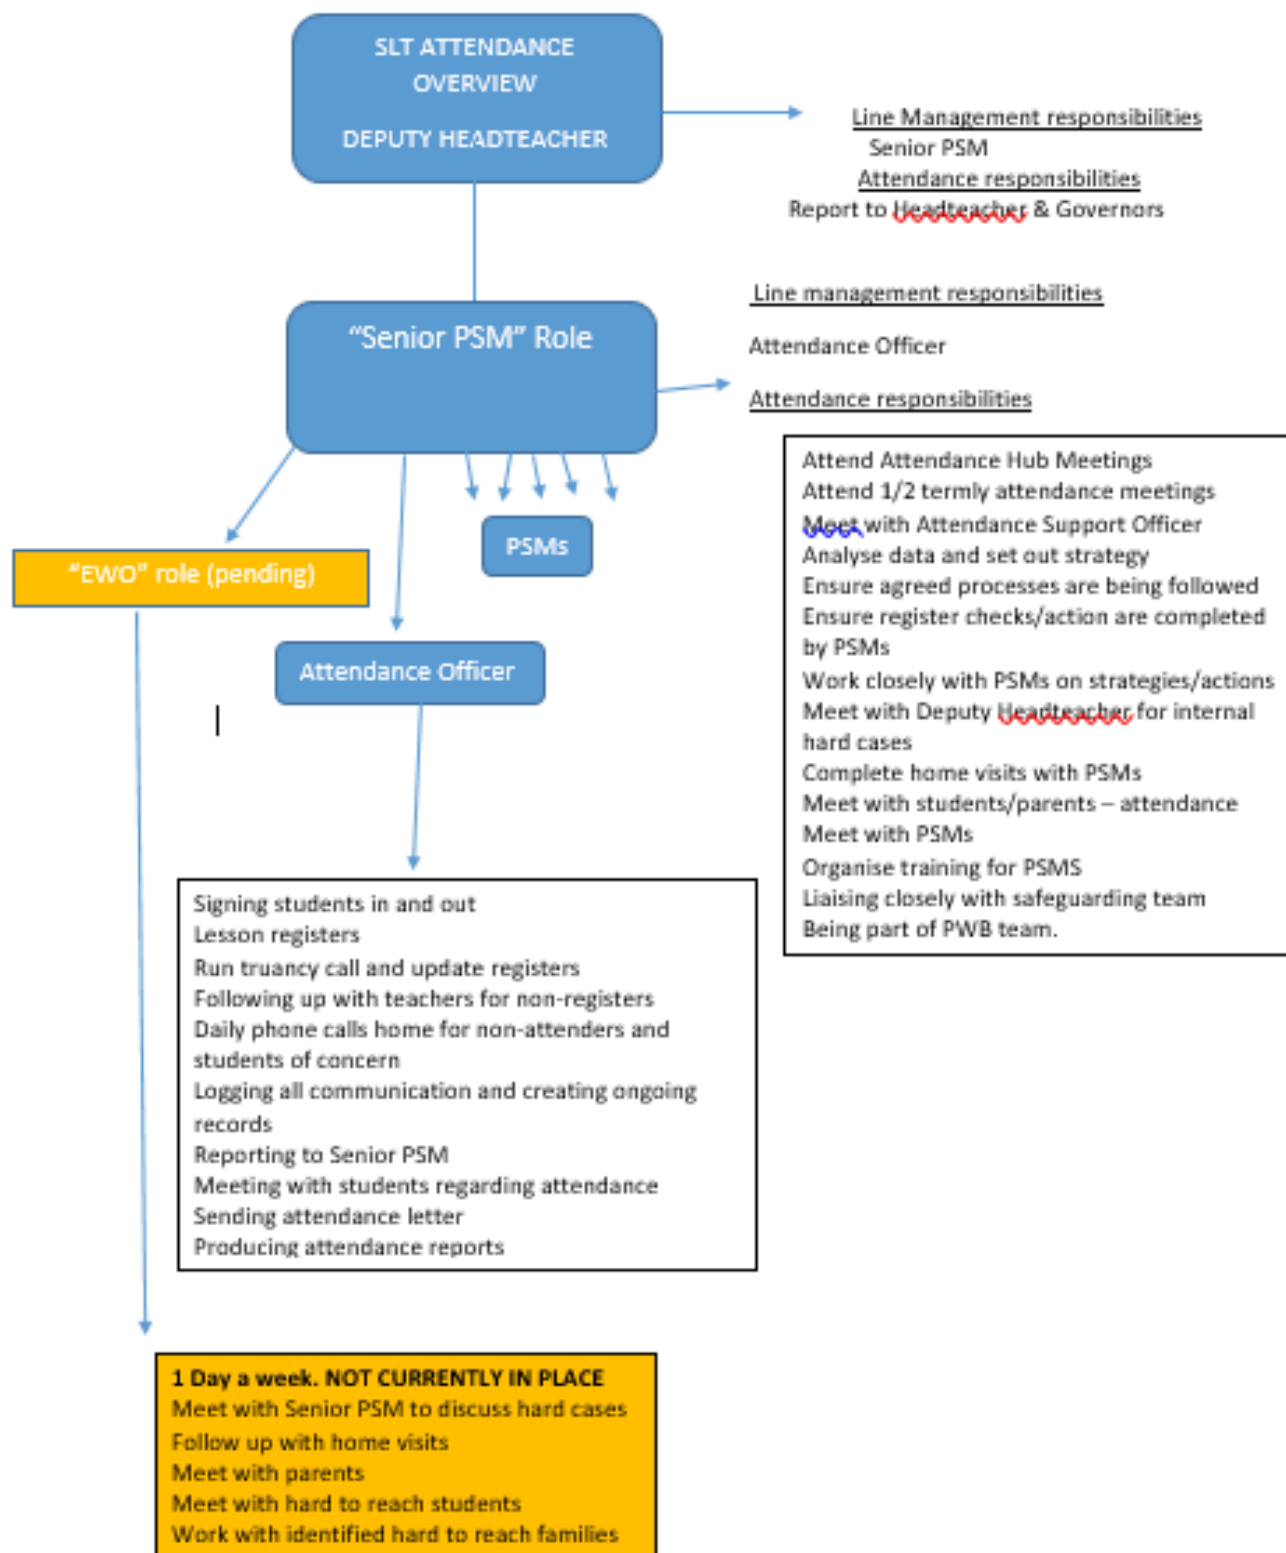 SLT ATTENDANCE
OVERVIEW
DEPUTY HEADTEACHER
Line Management responsibilities
Senior PSM
Attendance responsibilities
Report to Headteacher & Governors
"Senior PSM" Role
Line management responsibilities
Attendance Officer
Attendance responsibilities
Attend Attendance Hub Meetings
Attend 1/2 termly attendance meetings
Meet with Attendance Support Officer
Analyse data and set out strategy
Ensure agreed processes are being followed
Ensure register checks/action are completed
by PSMs
Work closely with PSMs on strategies/actions
Meet with Deputy Headteacher for internal
hard cases
Complete home visits with PSMs
Meet with students/parents – attendance
Meet with PSMs
Organise training for PSMS
Liaising closely with safeguarding team
Being part of PWB team.
PSMs
"EWO" role (pending)
Attendance Officer
Signing students in and out
Lesson registers
Run truancy call and update registers
Following up with teachers for non-registers
Daily phone calls home for non-attenders and
students of concern
Logging all communication and creating ongoing
records
Reporting to Senior PSM
Meeting with students regarding attendance
Sending attendance letter
Producing attendance reports
1 Day a week. NOT CURRENTLY IN PLACE
Meet with Senior PSM to discuss hard cases
Follow up with home visits
Meet with parents
Meet with hard to reach students
Work with identified hard to reach families